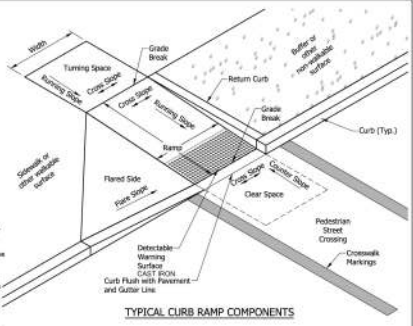 Width
Turning Space
Cross Slope
Running Slope
Grade
Break
Cross Slope
Running Slope
Ramp
Return Curb
Buffer or
other
non-walkable
surface
Grade
Break
Curb (Typ.)
Sidewalk or
other walkable
surface
Flared Side
Flare Slope
Cross Slope
Counter Slope
Clear Space
Pedestrian
Street
Crossing
Crosswalk
Markings
Detectable
Warning
Surface
CAST IRON
Curb Flush with Pavement
and Gutter Line
TYPICAL CURB RAMP COMPONENTS